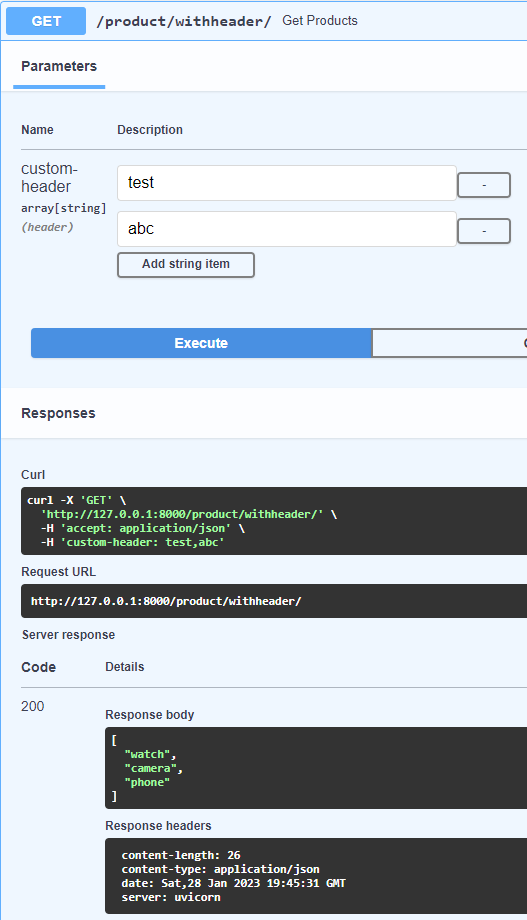 GET /product/withheader/ Get Products
Parameters
Name Description
custom-
header
array[string]
(header)
test -
abc -
Add string item
Execute
Responses
Curl
curl -X 'GET' \
'http://127.0.0.1:8000/product/withheader/' \
-H 'accept: application/json' \
-H 'custom-header: test,abc'
Request URL
http://127.0.0.1:8000/product/withheader/
Server response
Code Details
200
Response body
[
"watch",
"camera",
"phone"
]
Response headers
content-length: 26
content-type: application/json
date: Sat,28 Jan 2023 19:45:31 GMT
server: uvicorn